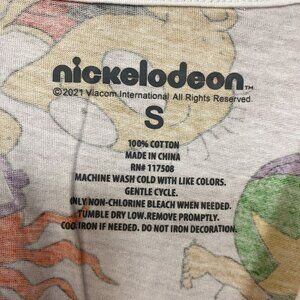 nickelodeon™
©2021 Viacom International All Rights Reserved.
S
100% COTTON
MADE IN CHINA
RN# 117508
MACHINE WASH COLD WITH LIKE COLORS.
GENTLE CYCLE.
ONLY NON-CHLORINE BLEACH WHEN NEEDED.
TUMBLE DRY LOW. REMOVE PROMPTLY.
COOL IRON IF NEEDED. DO NOT IRON DECORATION.